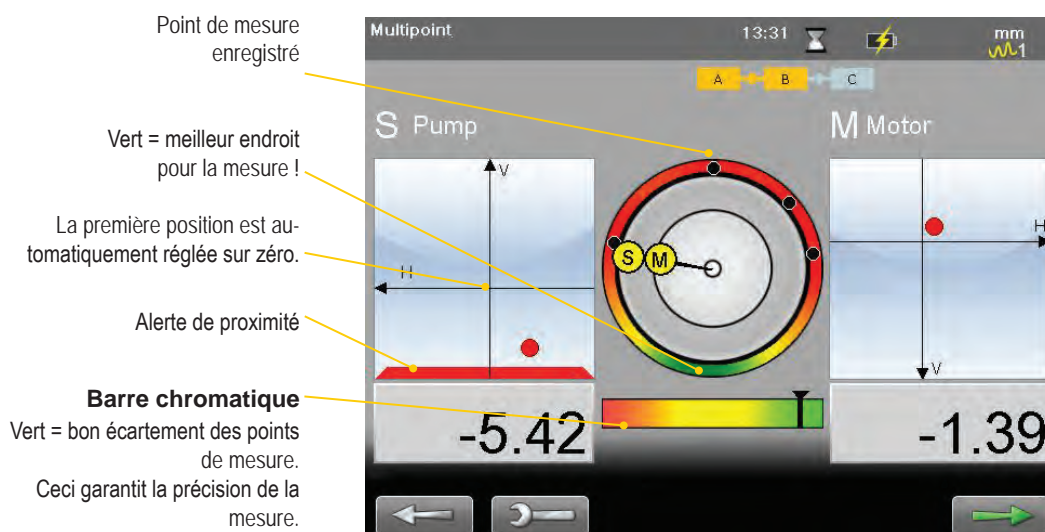 Point de mesure
enregistré
Vert = meilleur endroit
pour la mesure !
La première position est au-
tomatiquement réglée sur zéro.
Alerte de proximité
Barre chromatique
Vert = bon écartement des points
de mesure.
Ceci garantit la précision de la
mesure.
Multipoint 13:31 mm
1
A B C
S Pump
M Motor
V
H
S M
H
V
-5.42
-1.39